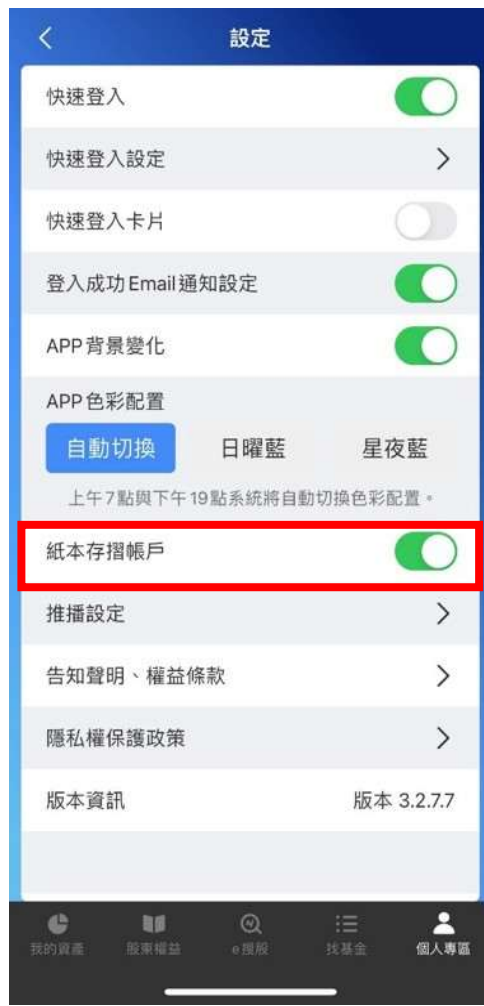 設定
快速登入
快速登入設定
快速登入卡片
登入成功Email通知設定
APP背景變化
APP色彩配置
自動切換 日曜藍 星夜藍
上午7點與下午19點系統將自動切換色彩配置。
紙本存摺帳戶
推播設定
告知聲明、權益條款
隱私權保護政策
版本資訊 版本 3.2.7.7
我的資產 股東權益 e搜股 找基金 個人專區